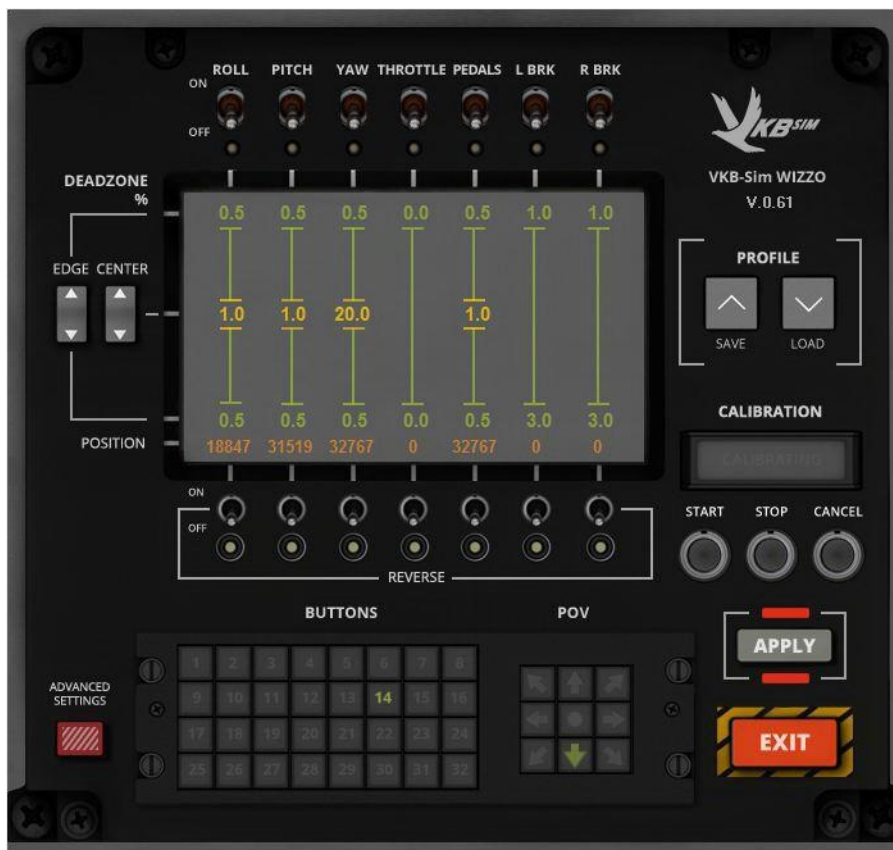 ROLL PITCH YAW THROTTLE PEDALS L BRK R BRK
ON
OFF
VKB SIM
VKB-Sim WIZZO
V.0.61
DEADZONE
%
0.5 0.5 0.5 0.0 0.5 1.0 1.0
EDGE CENTER
1.0 1.0 20.0 1.0
0.5 0.5 0.5 0.0 0.5 3.0 3.0
POSITION
18847 31519 32767 0 32767 0 0
PROFILE
SAVE LOAD
CALIBRATION
CALIBRATING
START STOP CANCEL
ON
OFF
REVERSE
BUTTONS
POV
1 2 3 4 5 6 7 8
9 10 11 12 13 14 15 16
17 18 19 20 21 22 23 24
25 26 27 28 29 30 31 32
ADVANCED
SETTINGS
APPLY
EXIT